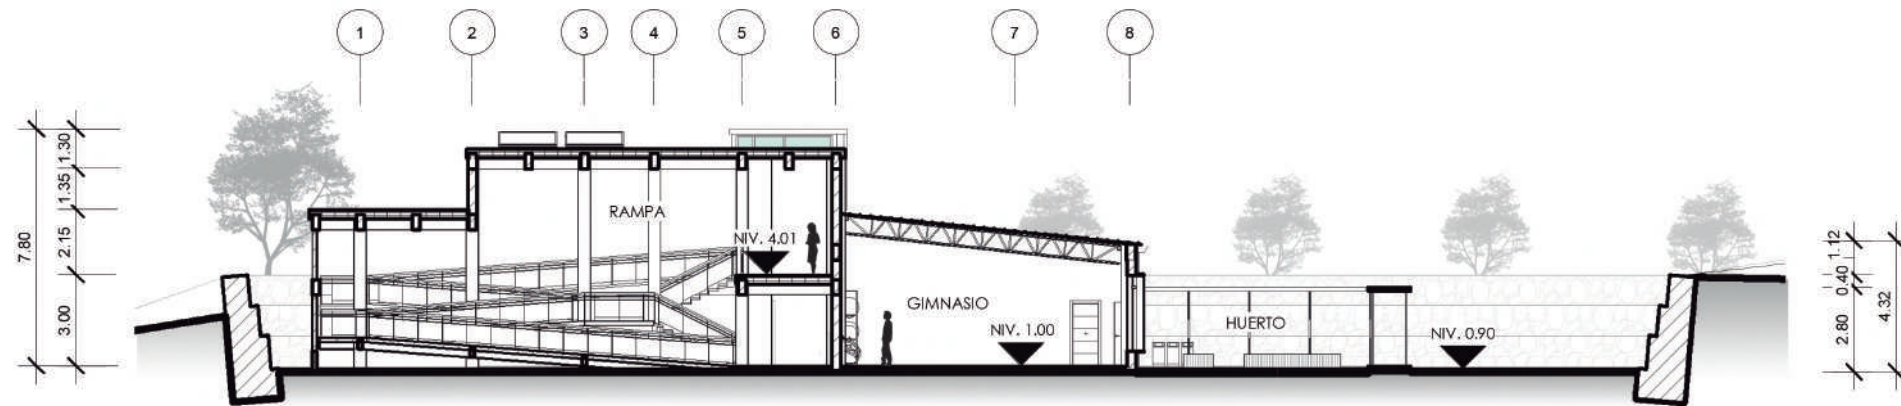 1 2 3 4 5 6 7 8
1.30
1.35
RAMPA
7.80
2.15
NIV. 4.01
1.12
0.40
3.00
GIMNASIO
4.32
NIV. 1.00
HUERTO
NIV. 0.90
2.80